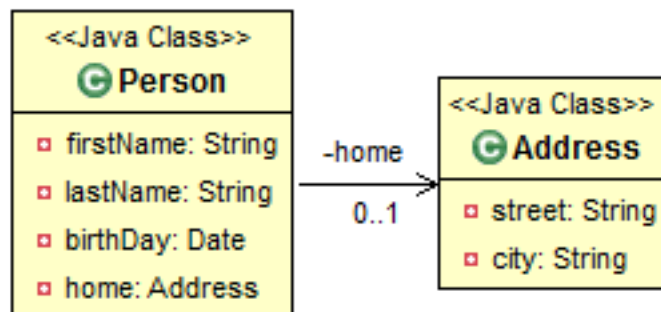 <<Java Class>>
C Person
firstName: String
lastName: String
birthDay: Date
home: Address
-home
0..1
<<Java Class>>
C Address
street: String
city: String